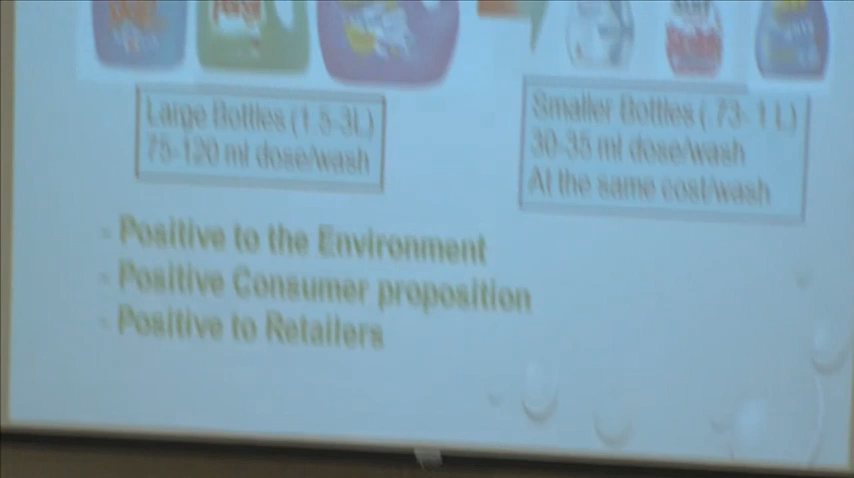 Large Bottles (1.5-3L)
75-120 ml dose/wash
Smaller Bottles ( .73- 1 L)
30-35 ml dose/wash
At the same cost/wash
- Positive to the Environment
- Positive Consumer proposition
- Positive to Retailers